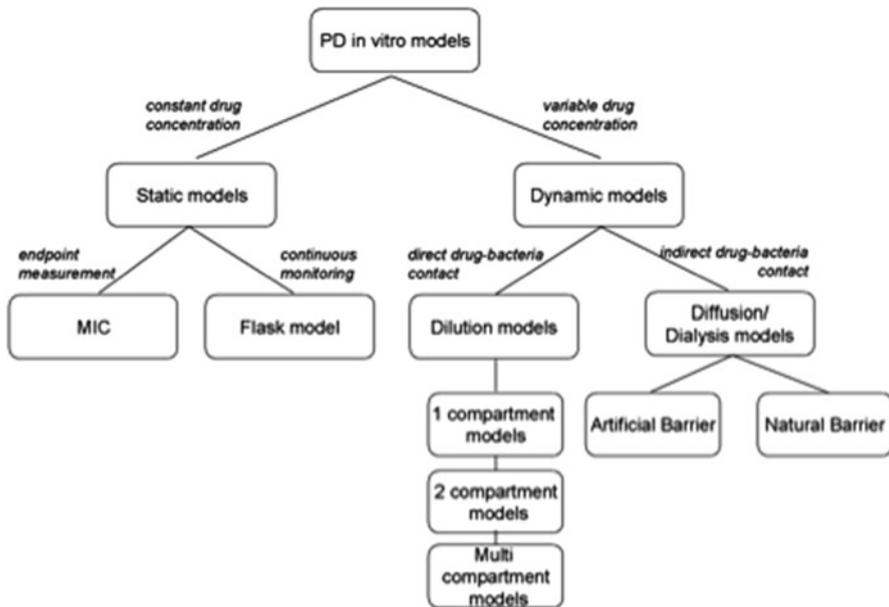 PD in vitro models
constant drug
concentration
variable drug
concentration
Static models
Dynamic models
endpoint
measurement
continuous
monitoring
direct drug-bacteria
contact
indirect drug-bacteria
contact
MIC
Flask model
Dilution models
Diffusion/
Dialysis models
1 compartment
models
Artificial Barrier
Natural Barrier
2 compartment
models
Multi
compartment
models